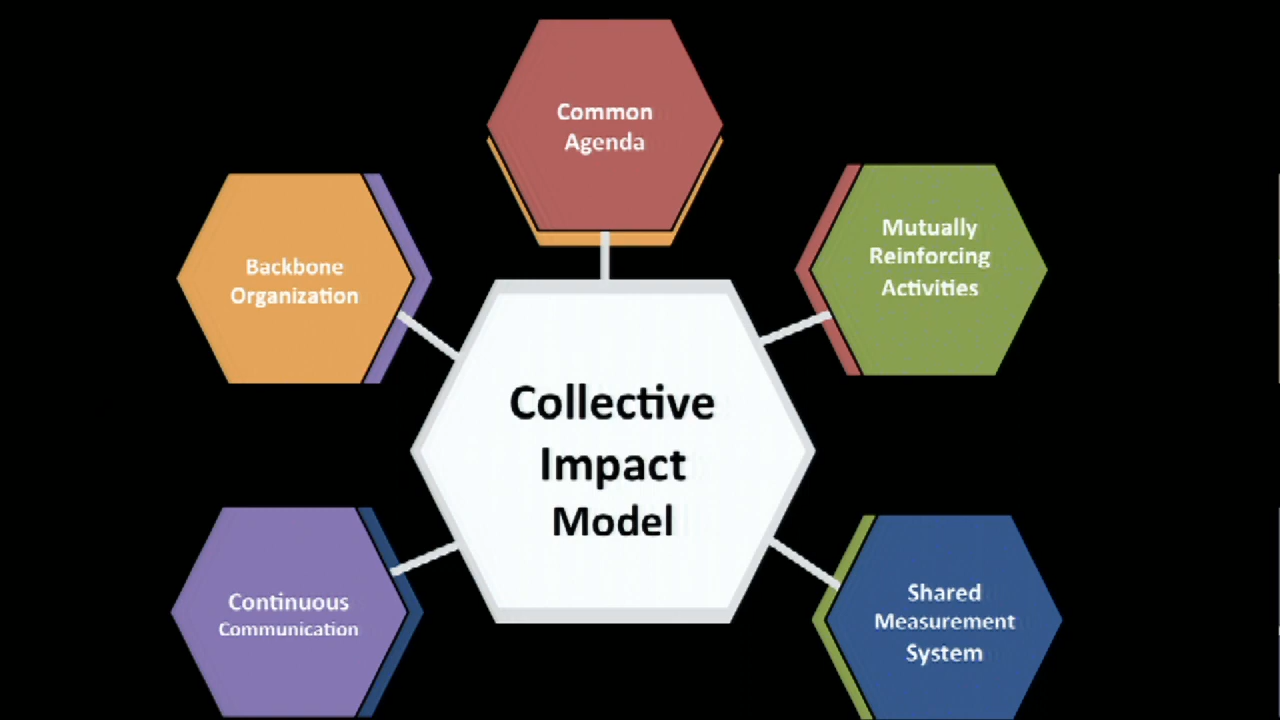 Common
Agenda
Mutually
Reinforcing
Activities
Backbone
Organization
Collective
Impact
Model
Continuous
Communication
Shared
Measurement
System